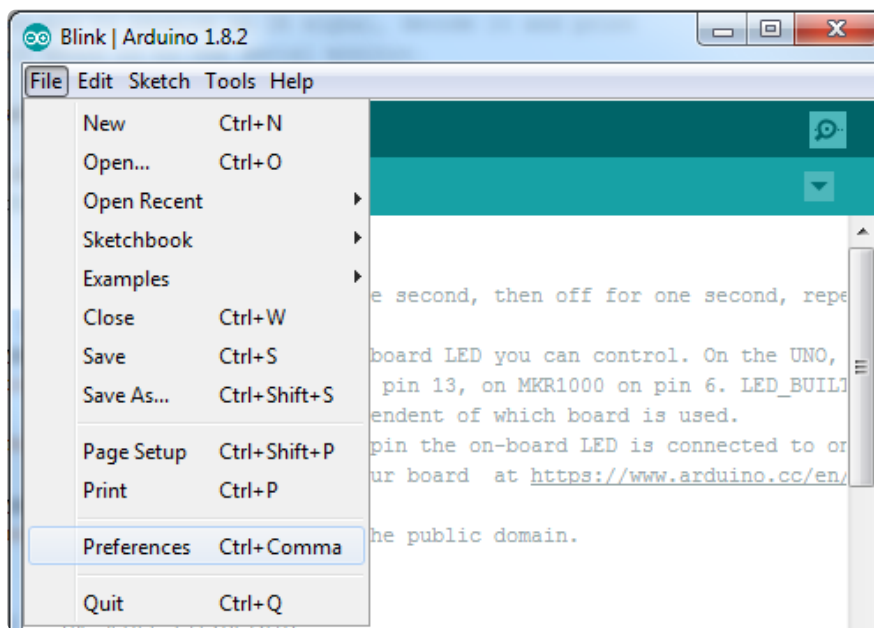 Blink | Arduino 1.8.2
File Edit Sketch Tools Help
New Ctrl+N
Open... Ctrl+O
Open Recent
Sketchbook
Examples
e second, then off for one second, repe
Close Ctrl+W
Save Ctrl+S
board LED you can control. On the UNO,
Save As... Ctrl+Shift+S
pin 13, on MKR1000 on pin 6. LED_BUILT
endent of which board is used.
Page Setup Ctrl+Shift+P
pin the on-board LED is connected to on
Print Ctrl+P
ur board at https://www.arduino.cc/en/
Preferences Ctrl+Comma
he public domain.
Quit Ctrl+Q